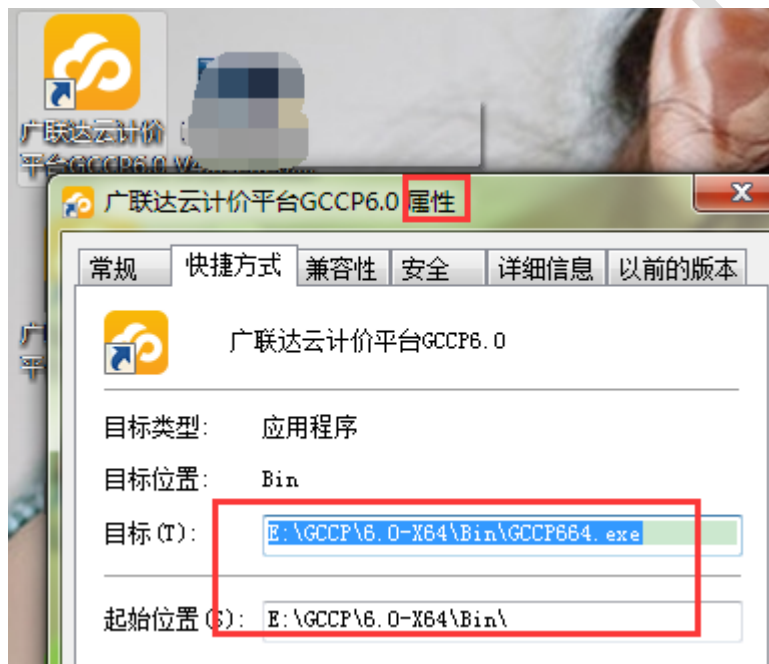 广联达云计价
平台GCCP6.0
广联达云计价平台GCCP6.0 属性
x
常规 快捷方式 兼容性 安全 详细信息 以前的版本
广
平
广联达云计价平台GCCP6.0
目标类型: 应用程序
目标位置: Bin
目标(T): E:\GCCP\6.0-X64\Bin\GCCP664.exe
起始位置(S): E:\GCCP\6.0-X64\Bin\